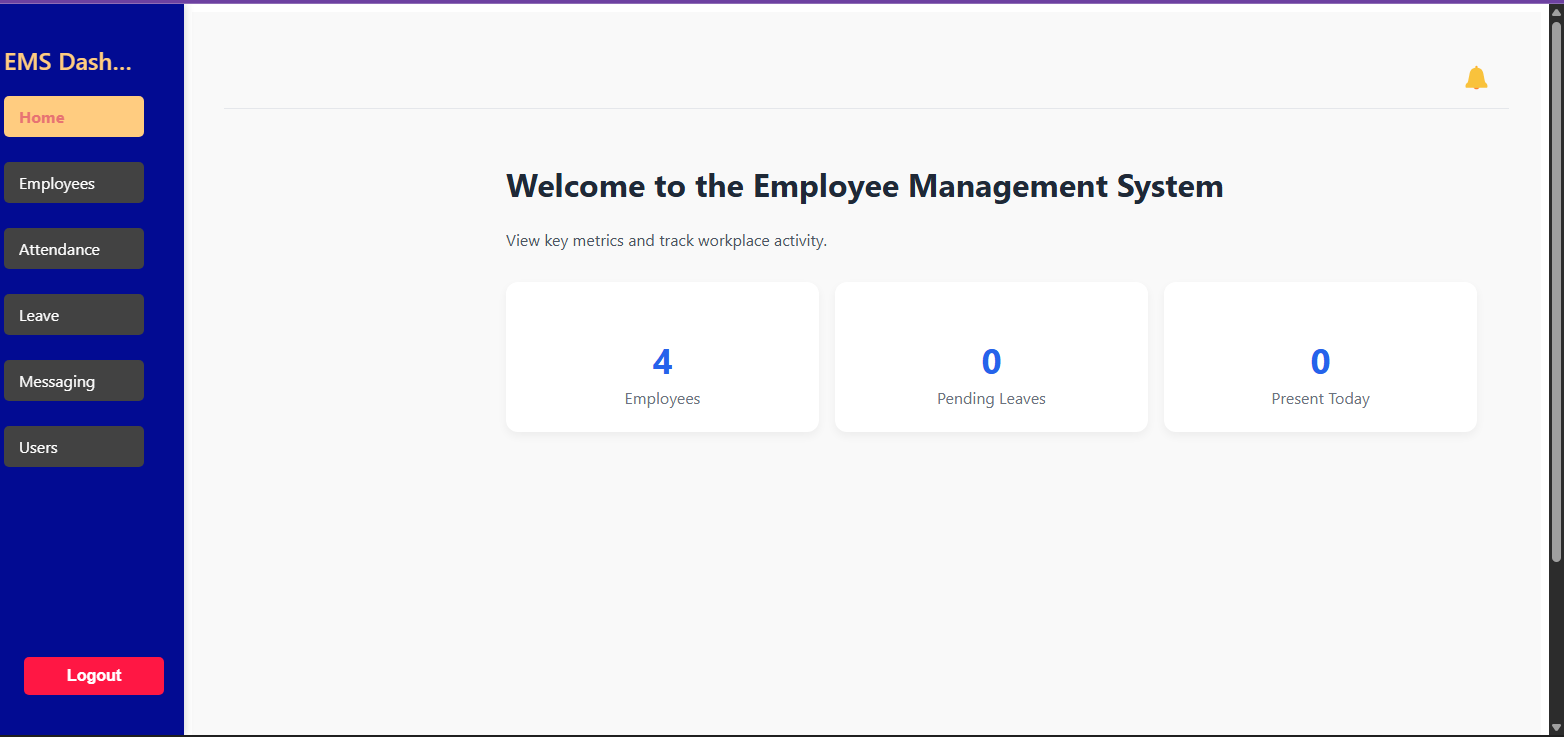 EMS Dash...
Home
Employees
Attendance
Leave
Messaging
Users
Logout
Welcome to the Employee Management System
View key metrics and track workplace activity.
4
Employees
0
Pending Leaves
0
Present Today